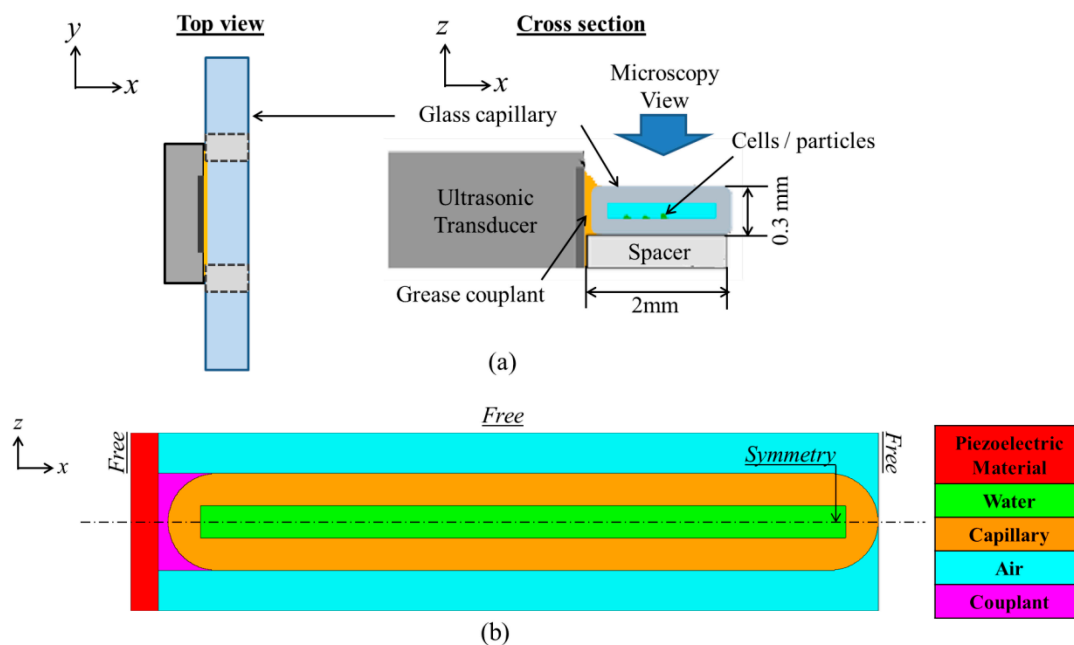 Top view
y
x
Cross section
z
x
Microscopy
View
Glass capillary
Cells / particles
Ultrasonic
Transducer
0.3 mm
Spacer
Grease couplant
2mm
(a)
z
x
Free
Free
Free
Symmetry
Piezoelectric
Material
Water
Capillary
Air
Couplant
(b)